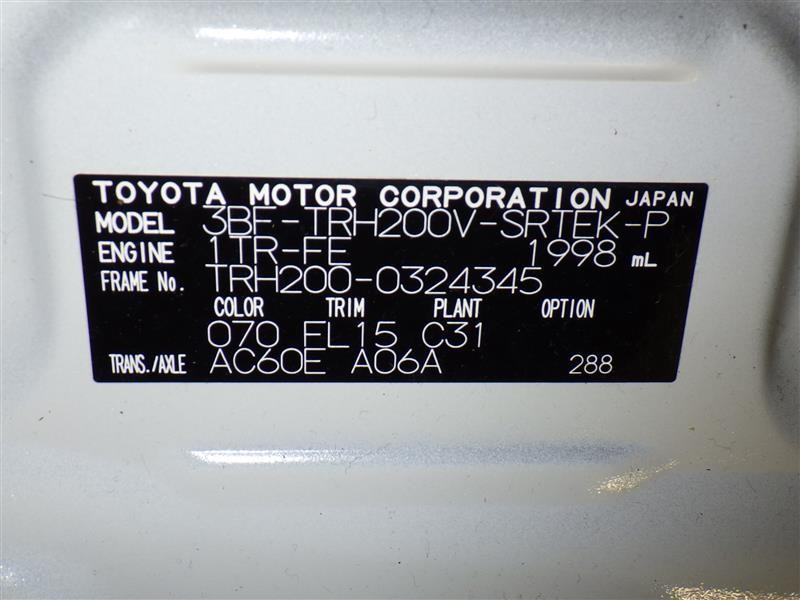 TOYOTA MOTOR CORPORATION JAPAN
MODEL 3BF-TRH200V-SRTEK-P
ENGINE 1TR-FE 1998 mL
FRAME No. TRH200-0324345
COLOR TRIM PLANT OPTION
070 FL15 C31
TRANS./AXLE AC60E A06A 288